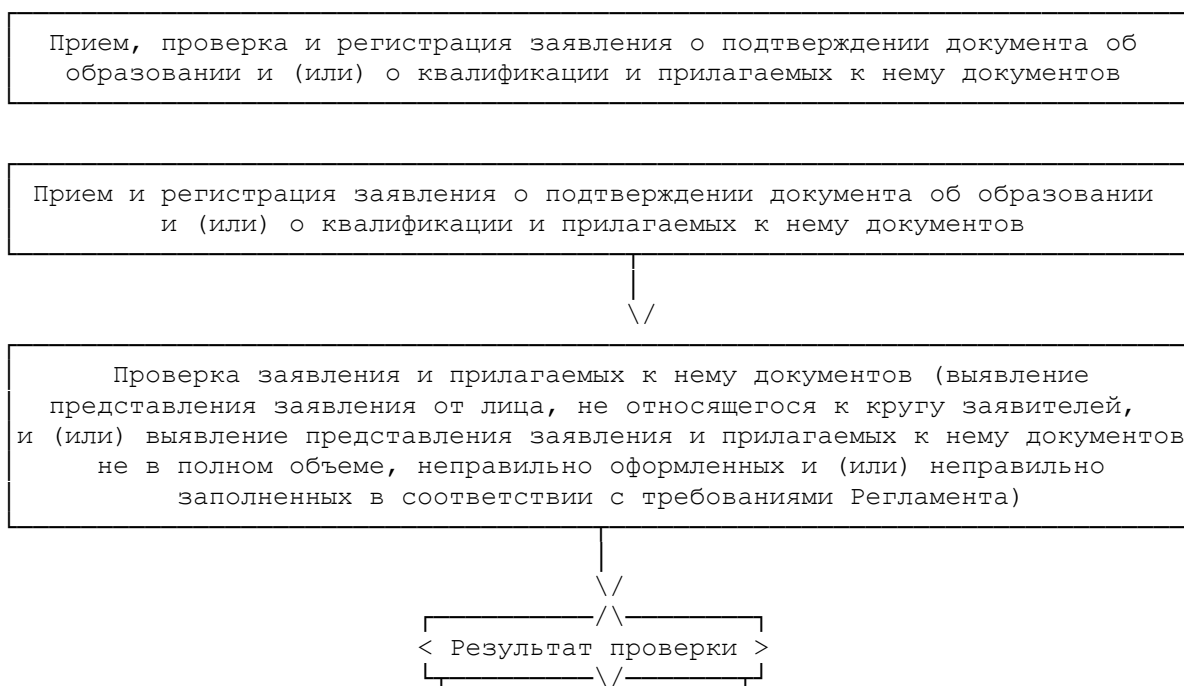 Прием, проверка и регистрация заявления о подтверждении документа об
образовании и (или) о квалификации и прилагаемых к нему документов
Прием и регистрация заявления о подтверждении документа об образовании
и (или) о квалификации и прилагаемых к нему документов
Проверка заявления и прилагаемых к нему документов (выявление
представления заявления от лица, не относящегося к кругу заявителей,
и (или) выявление представления заявления и прилагаемых к нему документов
не в полном объеме, неправильно оформленных и (или) неправильно
заполненных в соответствии с требованиями Регламента)
< Результат проверки >